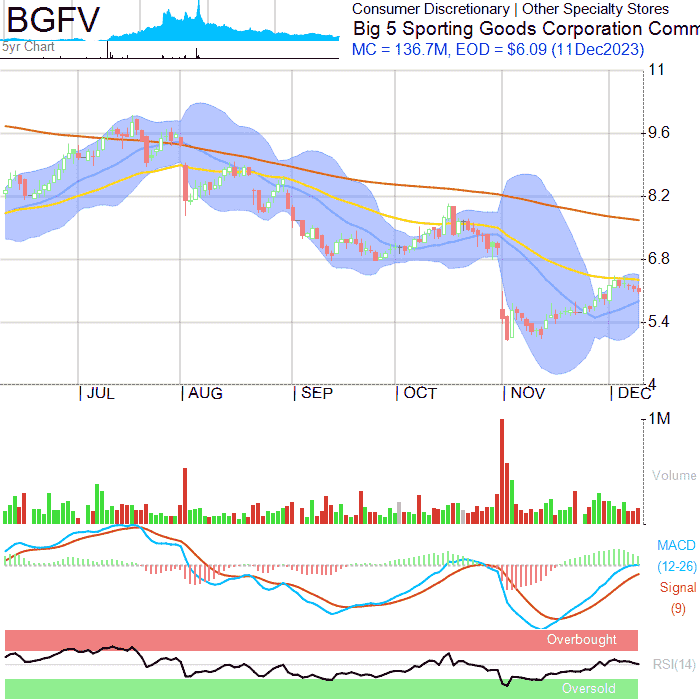 BGFV
5yr Chart
Consumer Discretionary | Other Specialty Stores
Big 5 Sporting Goods Corporation Comm
MC = 136.7M, EOD = $6.09 (11Dec2023)
11
9.6
8.2
6.8
5.4
4
| JUL | AUG | SEP | OCT | NOV | DEC
1M
Volume
MACD
(12-26)
Signal
(9)
Overbought
RSI(14)
Oversold